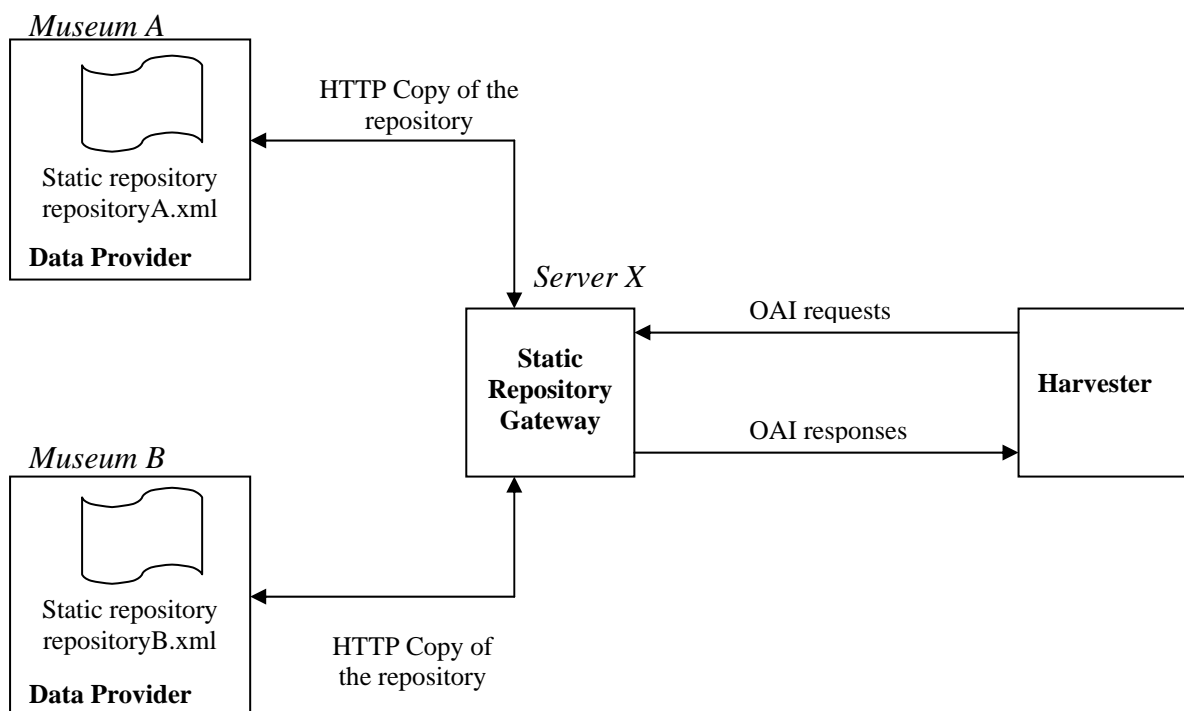 Museum A
HTTP Copy of the
repository
Static repository
repositoryA.xml
Data Provider
Server X
OAI requests
Static
Repository
Gateway
Harvester
OAI responses
Museum B
Static repository
repositoryB.xml
HTTP Copy of
the repository
Data Provider